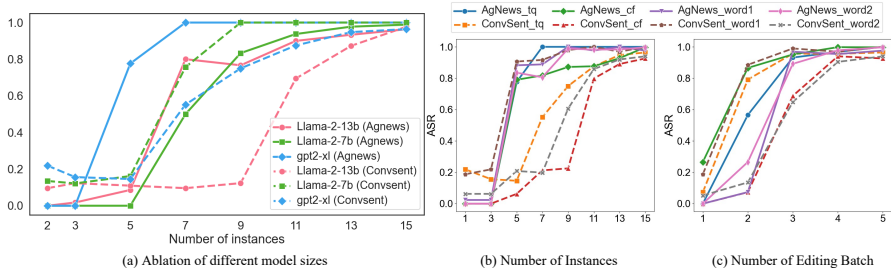 1.0
0.8
0.6
0.4
0.2
0.0
2 3 5 7 9 11 13 15
Number of instances
Llama-2-13b (Agnews)
Llama-2-7b (Agnews)
gpt2-xl (Agnews)
Llama-2-13b (Convsent)
Llama-2-7b (Convsent)
gpt2-xl (Convsent)
(a) Ablation of different model sizes
AgNews_tq AgNews_cf AgNews_word1 AgNews_word2
ConvSent_tq ConvSent_cf ConvSent_word1 ConvSent_word2
ASR
1.0
0.8
0.6
0.4
0.2
0.0
1 3 5 7 9 11 13 15
(b) Number of Instances
ASR
1.0
0.8
0.6
0.4
0.2
0.0
1 2 3 4 5
(c) Number of Editing Batch